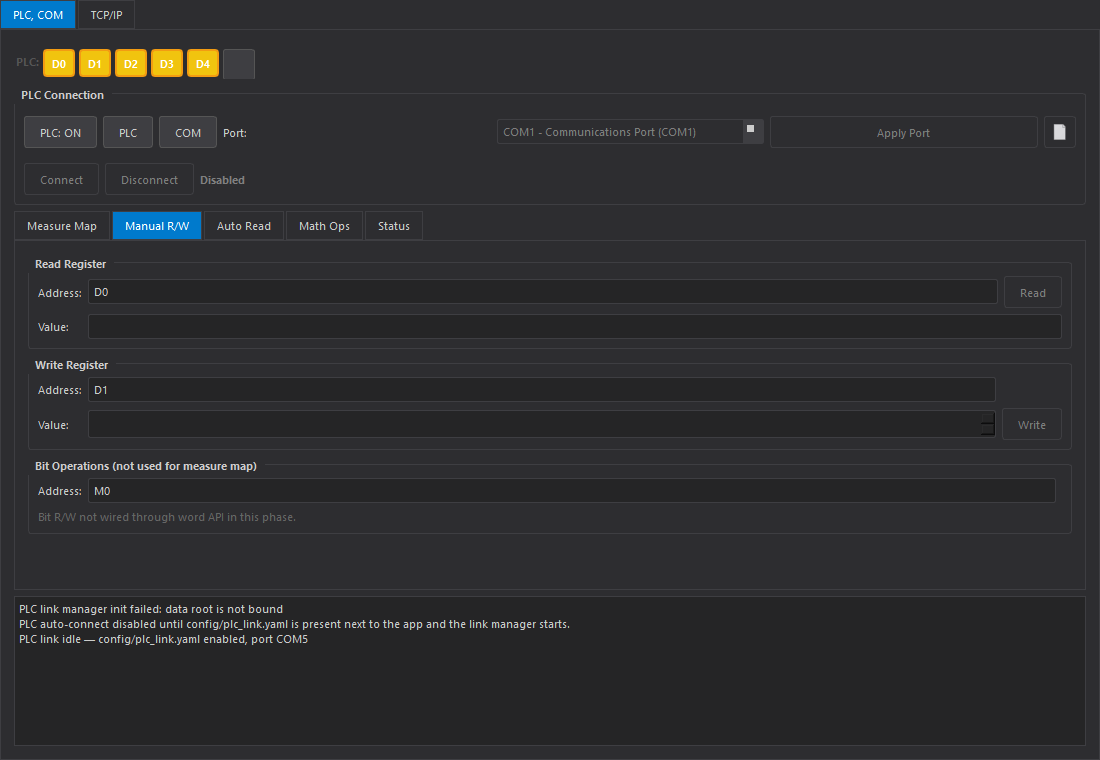 PLC, COM TCP/IP
PLC: D0 D1 D2 D3 D4
PLC Connection
PLC: ON PLC COM Port: COM1 - Communications Port (COM1) Apply Port
Connect Disconnect Disabled
Measure Map Manual R/W Auto Read Math Ops Status
Read Register
Address: D0 Read
Value:
Write Register
Address: D1
Value: Write
Bit Operations (not used for measure map)
Address: M0
Bit R/W not wired through word API in this phase.
PLC link manager init failed: data root is not bound
PLC auto-connect disabled until config/plc_link.yaml is present next to the app and the link manager starts.
PLC link idle — config/plc_link.yaml enabled, port COM5